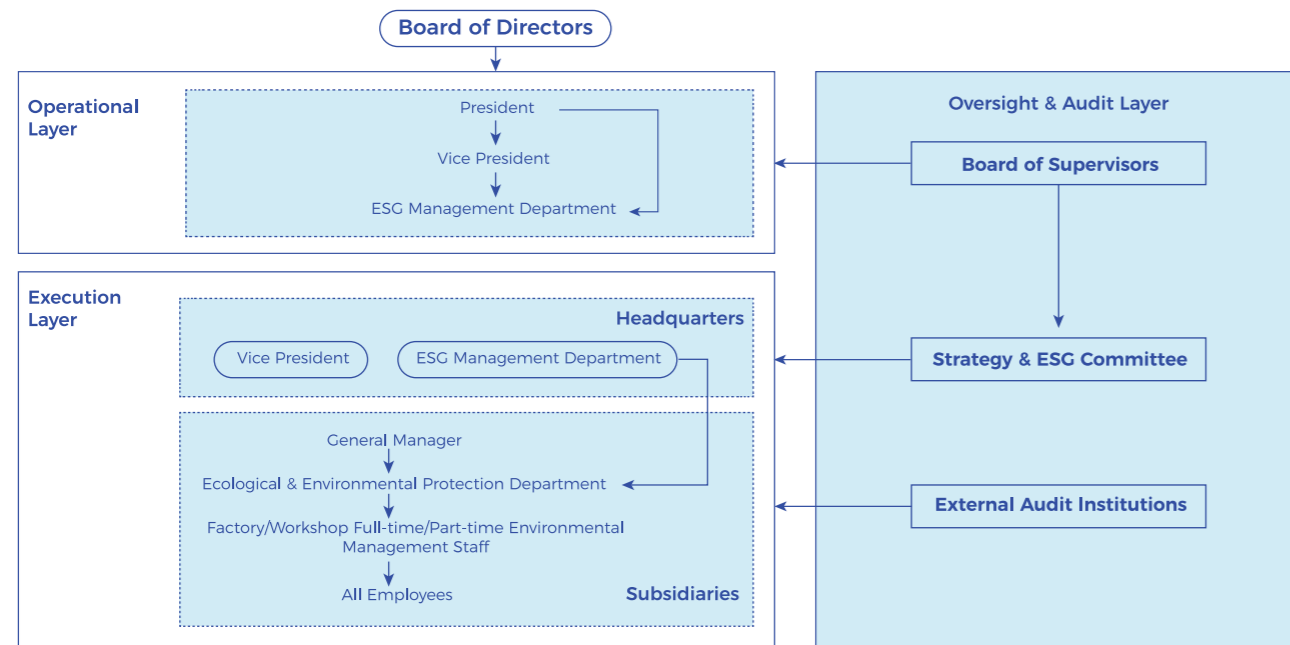 Board of Directors
Operational
Layer
President
Vice President
ESG Management Department
Oversight & Audit Layer
Board of Supervisors
Execution
Layer
Headquarters
Vice President
ESG Management Department
Strategy & ESG Committee
General Manager
Ecological & Environmental Protection Department
Factory/Workshop Full-time/Part-time Environmental
Management Staff
All Employees
Subsidiaries
External Audit Institutions